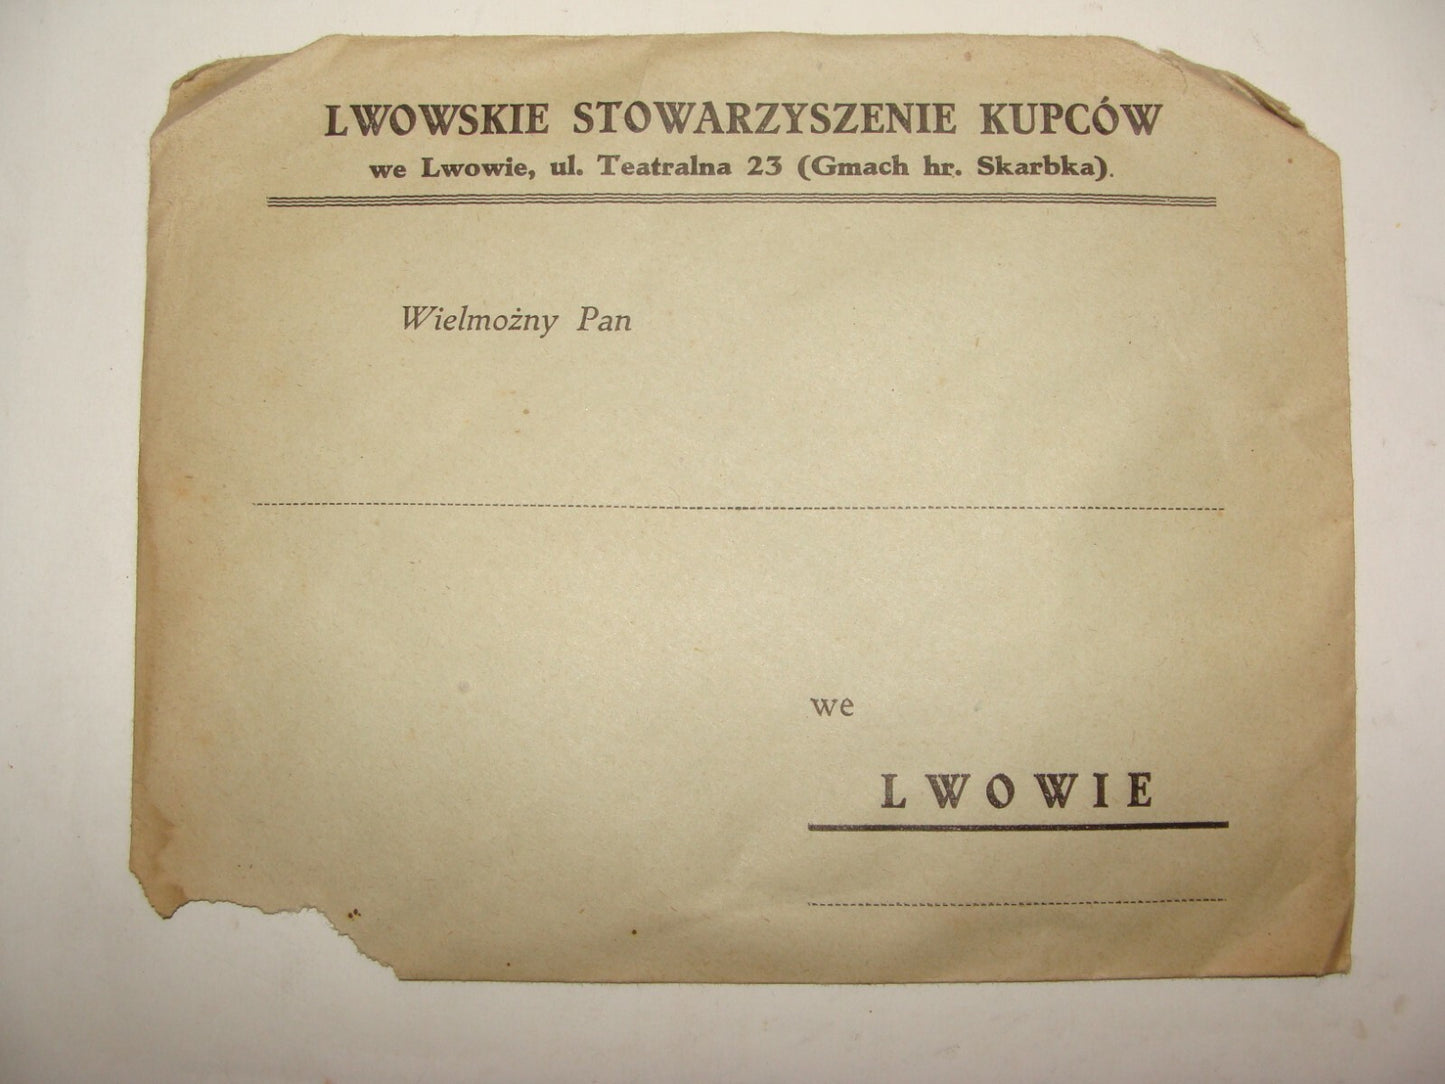 LWOWSKIE STOWARZYSZENIE KUPCÓW
we Lwowie, ul. Teatralna 23 (Gmach hr. Skarbka).
Wielmożny Pan
we
LWOWIE